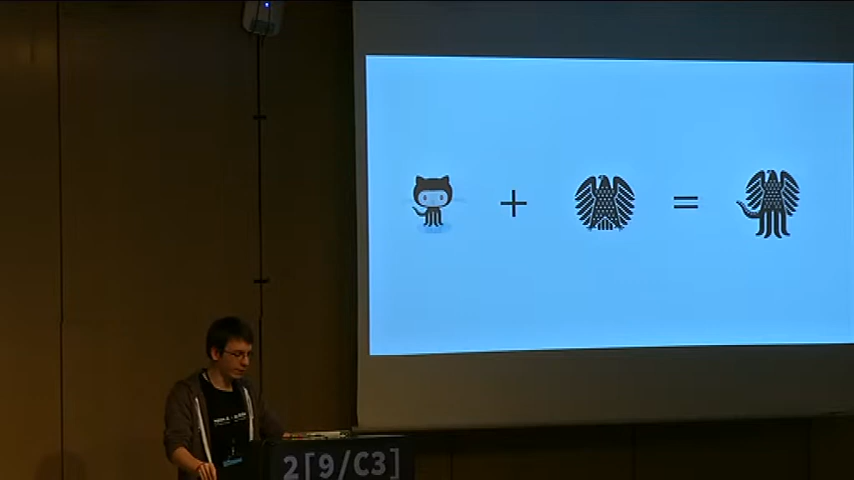 + =
2[9/C3]